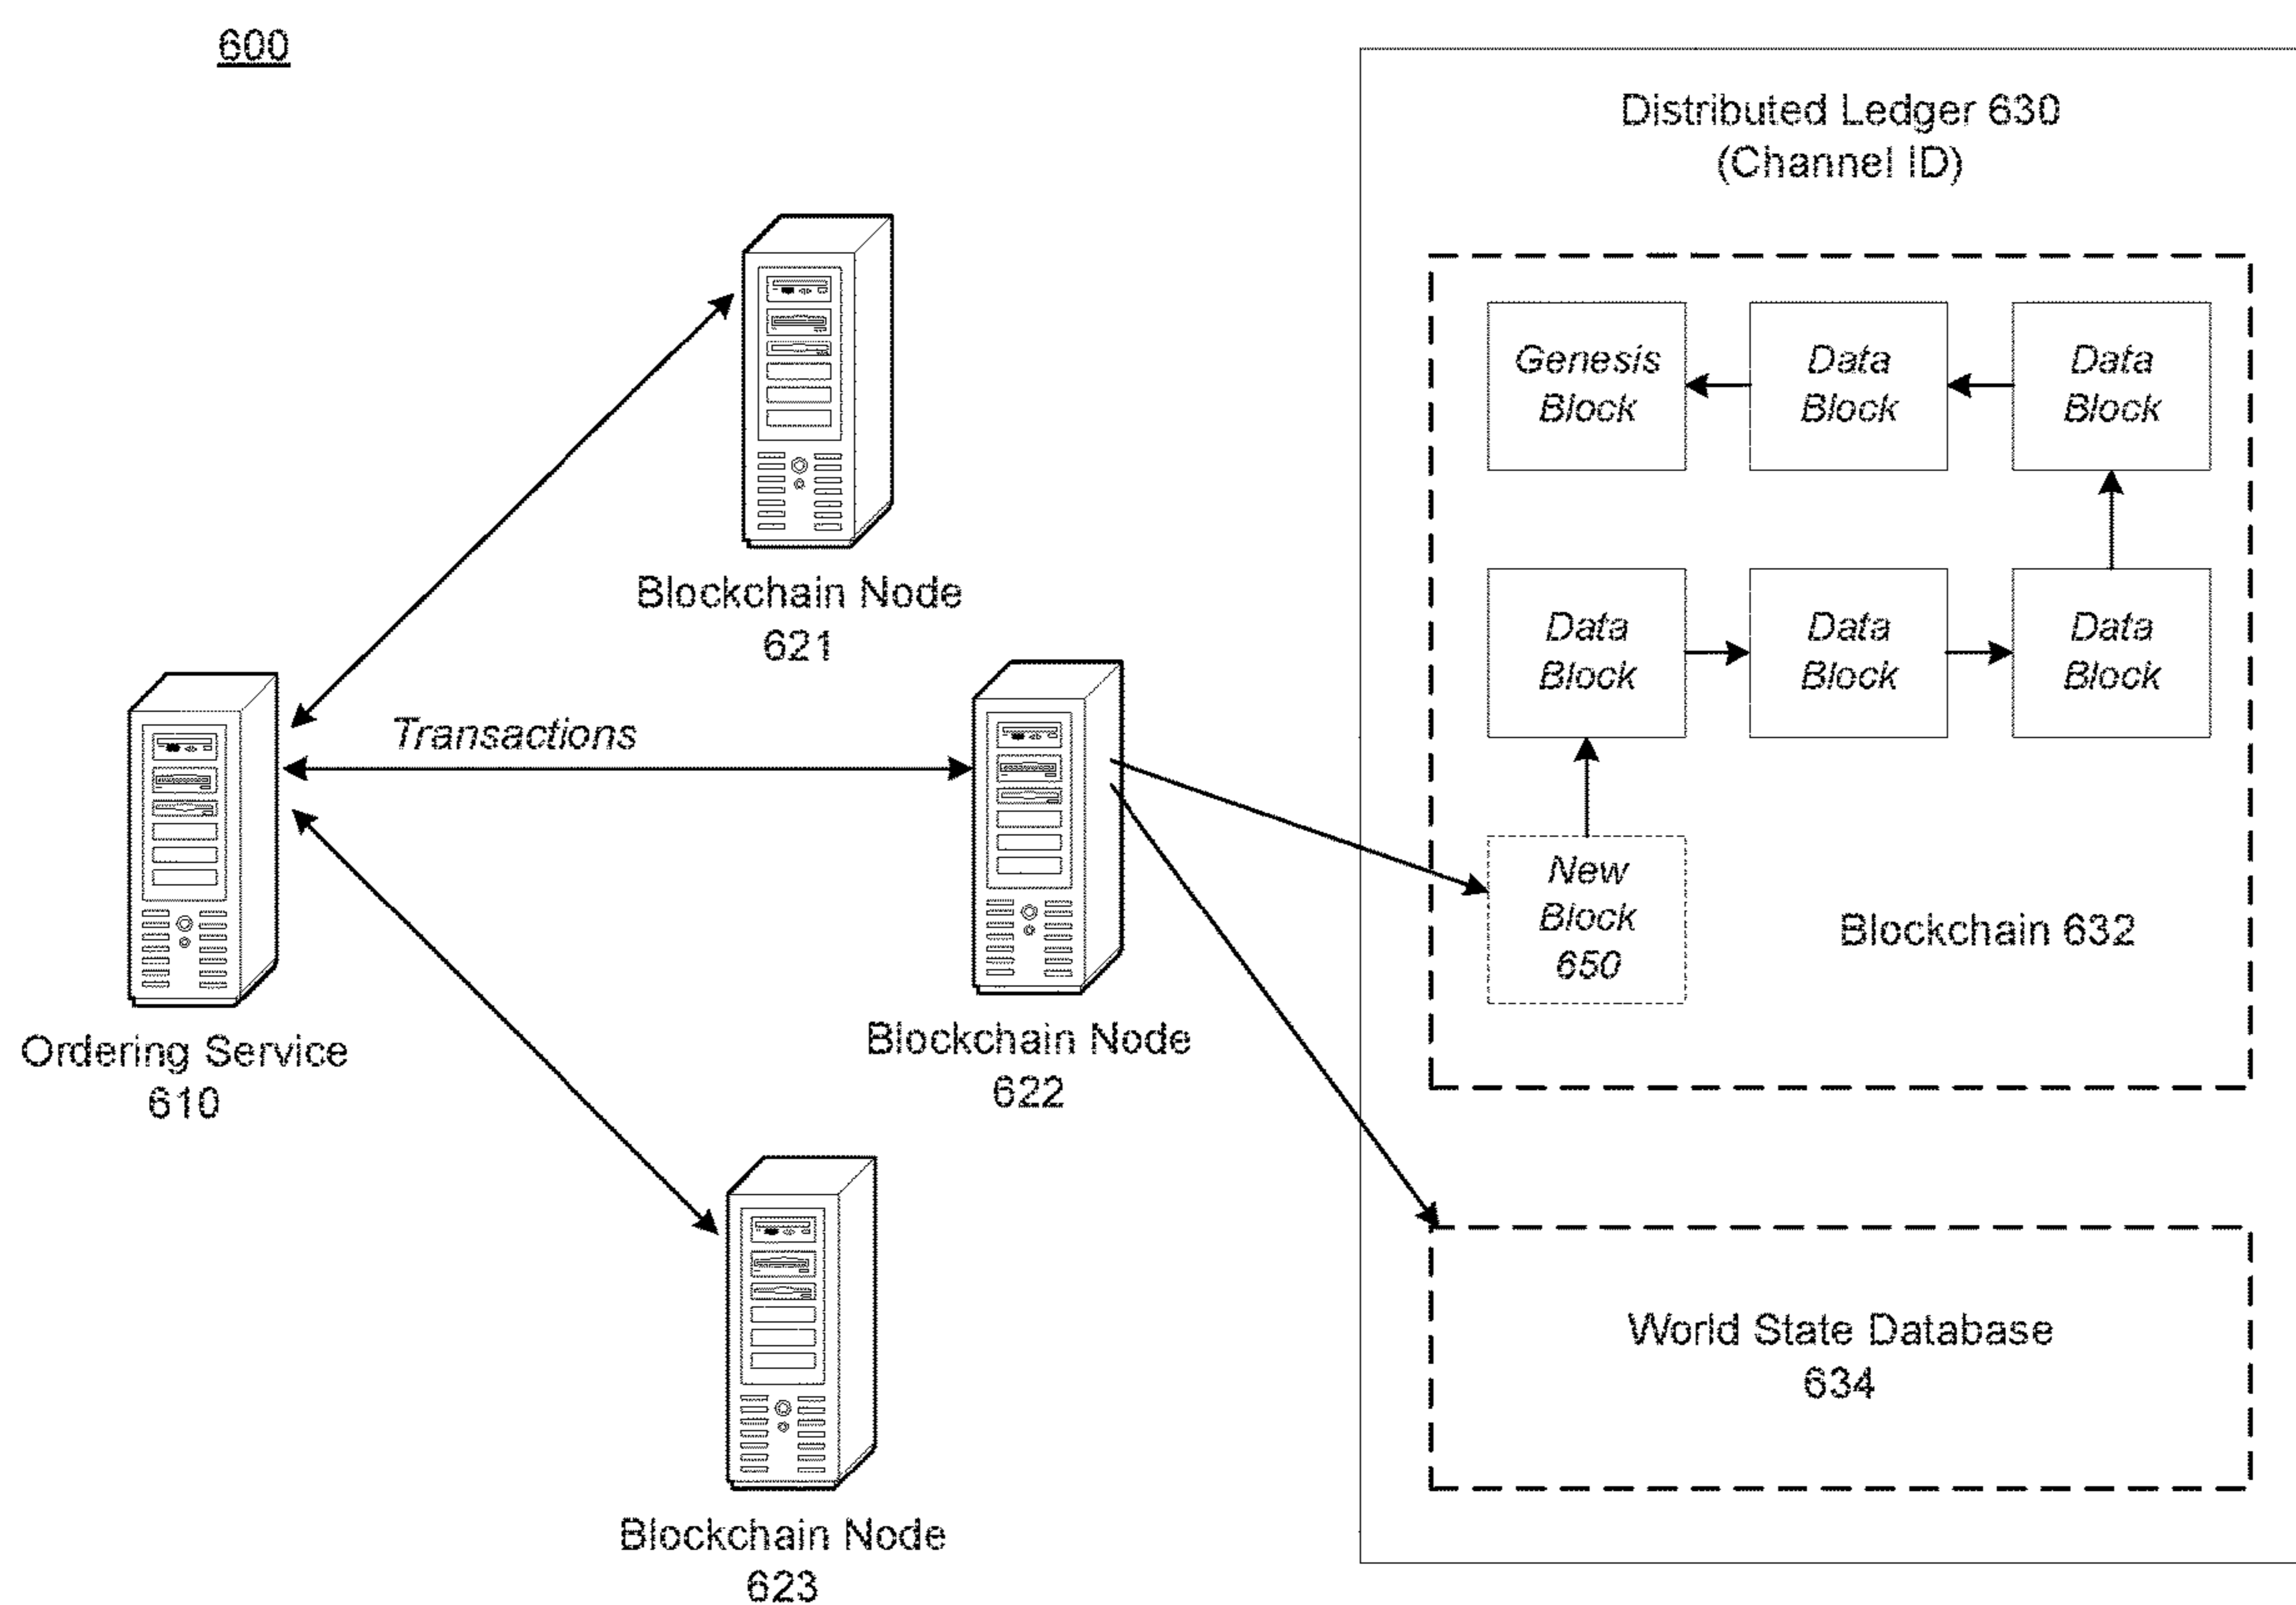 600
Distributed Ledger 630
(Channel ID)
Genesis
Block
Data
Block
Data
Block
Blockchain Node
621
Data
Block
Data
Block
Data
Block
Transactions
New
Block
650
Blockchain 632
Ordering Service
610
Blockchain Node
622
World State Database
634
Blockchain Node
623